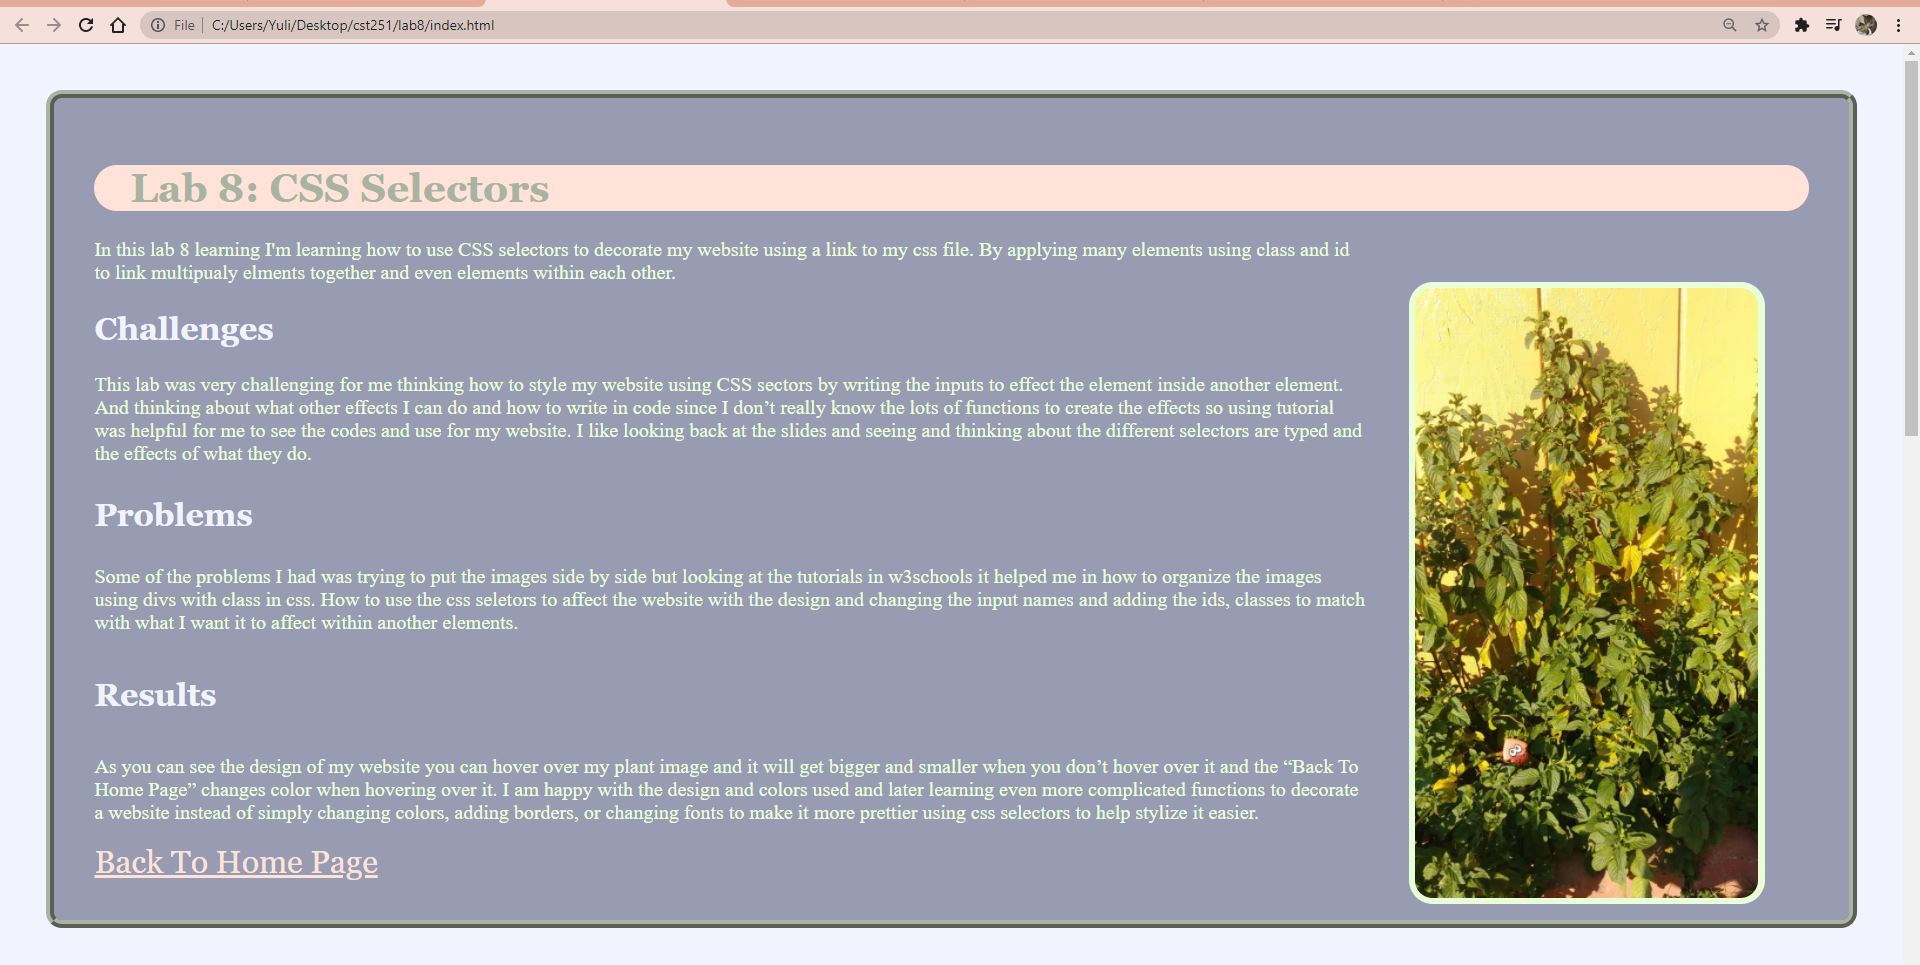 File
C:/Users/Yuli/Desktop/cst251/lab8/index.html
Lab 8: CSS Selectors
In this lab 8 learning I'm learning how to use CSS selectors to decorate my website using a link to my css file. By applying many elements using class and id
to link multipualy elments together and even elements within each other.
Challenges
This lab was very challenging for me thinking how to style my website using CSS sectors by writing the inputs to effect the element inside another element.
And thinking about what other effects I can do and how to write in code since I don’t really know the lots of functions to create the effects so using tutorial
was helpful for me to see the codes and use for my website. I like looking back at the slides and seeing and thinking about the different selectors are typed and
the effects of what they do.
Problems
Some of the problems I had was trying to put the images side by side but looking at the tutorials in w3schools it helped me in how to organize the images
using divs with class in css. How to use the css seletors to affect the website with the design and changing the input names and adding the ids, classes to match
with what I want it to affect within another elements.
Results
As you can see the design of my website you can hover over my plant image and it will get bigger and smaller when you don’t hover over it and the “Back To
Home Page” changes color when hovering over it. I am happy with the design and colors used and later learning even more complicated functions to decorate
a website instead of simply changing colors, adding borders, or changing fonts to make it more prettier using css selectors to help stylize it easier.
Back To Home Page